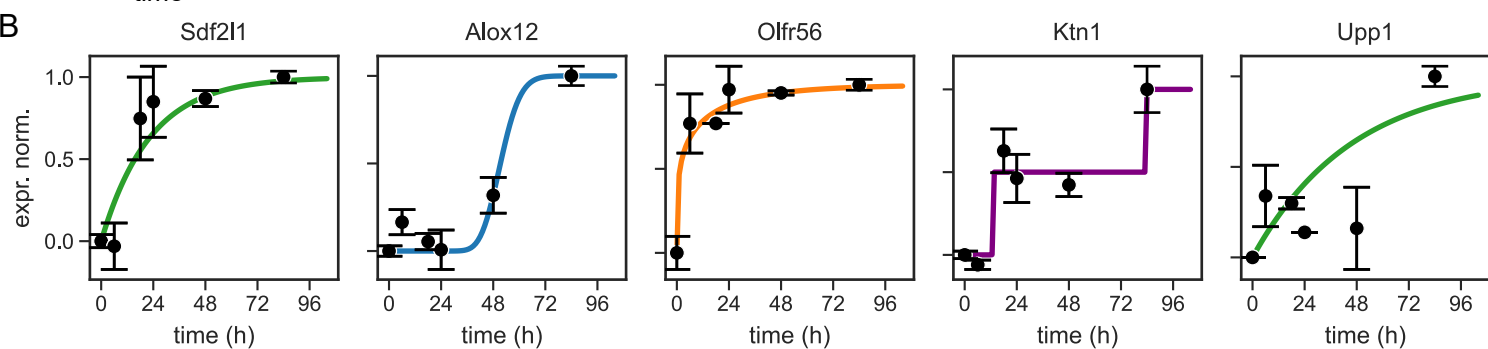 time
B
Sdf2l1 Alox12 Olfr56 Ktn1 Upp1
expr. norm.
1.0
0.5
0.0
0 24 48 72 96 0 24 48 72 96 0 24 48 72 96 0 24 48 72 96 0 24 48 72 96
time (h) time (h) time (h) time (h) time (h)